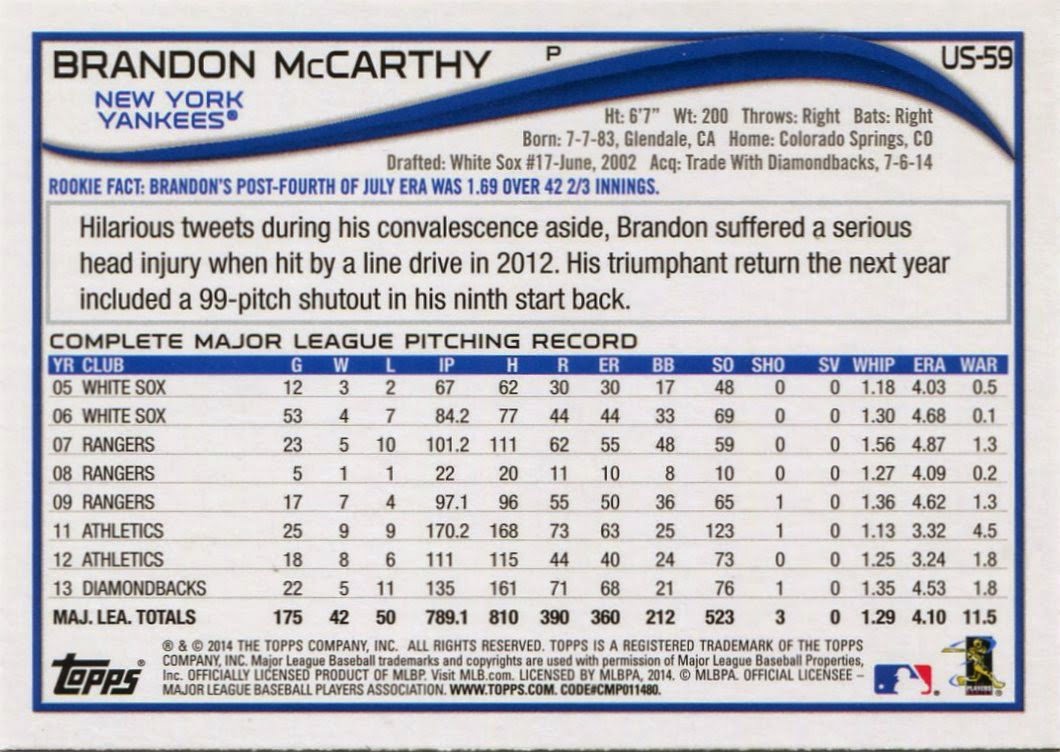 BRANDON McCARTHY P US-59
NEW YORK
YANKEES®
Ht: 6'7" Wt: 200 Throws: Right Bats: Right
Born: 7-7-83, Glendale, CA Home: Colorado Springs, CO
Drafted: White Sox #17-June, 2002 Acq: Trade With Diamondbacks, 7-6-14
ROOKIE FACT: BRANDON'S POST-FOURTH OF JULY ERA WAS 1.69 OVER 42 2/3 INNINGS.
Hilarious tweets during his convalescence aside, Brandon suffered a serious
head injury when hit by a line drive in 2012. His triumphant return the next year
included a 99-pitch shutout in his ninth start back.
COMPLETE MAJOR LEAGUE PITCHING RECORD
YR CLUB G W L IP H R ER BB SO SHO SV WHIP ERA WAR
05 WHITE SOX 12 3 2 67 62 30 30 17 48 0 0 1.18 4.03 0.5
06 WHITE SOX 53 4 7 84.2 77 44 44 33 69 0 0 1.30 4.68 0.1
07 RANGERS 23 5 10 101.2 111 62 55 48 59 0 0 1.56 4.87 1.3
08 RANGERS 5 1 1 22 20 11 10 8 10 0 0 1.27 4.09 0.2
09 RANGERS 17 7 4 97.1 96 55 50 36 65 1 0 1.36 4.62 1.3
11 ATHLETICS 25 9 9 170.2 168 73 63 25 123 1 0 1.13 3.32 4.5
12 ATHLETICS 18 8 6 111 115 44 40 24 73 0 0 1.25 3.24 1.8
13 DIAMONDBACKS 22 5 11 135 161 71 68 21 76 1 0 1.35 4.53 1.8
MAJ. LEA. TOTALS 175 42 50 789.1 810 390 360 212 523 3 0 1.29 4.10 11.5
® & © 2014 THE TOPPS COMPANY, INC. ALL RIGHTS RESERVED. TOPPS IS A REGISTERED TRADEMARK OF THE TOPPS
COMPANY, INC. Major League Baseball trademarks and copyrights are used with permission of Major League Baseball Properties,
Inc. OFFICIALLY LICENSED PRODUCT OF MLBP. Visit MLB.com. LICENSED BY MLBPA, 2014. © MLBPA. OFFICIAL LICENSEE –
MAJOR LEAGUE BASEBALL PLAYERS ASSOCIATION. WWW.TOPPS.COM. CODE#CMP011480.
Topps®
PLAYERS